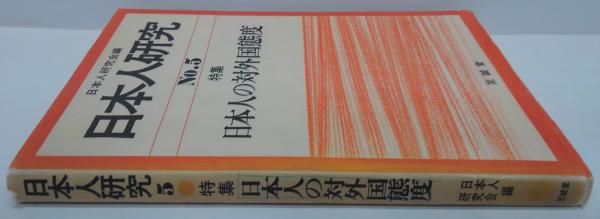 日本人研究会編
日本人研究
No.5
特集
日本人の対外国態度
至誠堂
日本人研究 5 特集 日本人の対外国態度 日本人研究会 編 至誠堂